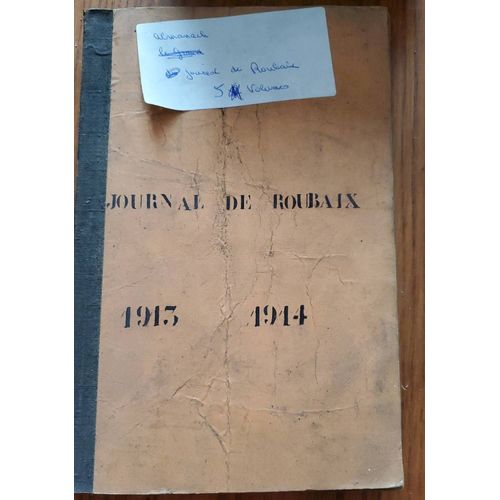 Almanach
journal de Roubaix
5 Volumes
JOURNAL DE ROUBAIX
1913 1914